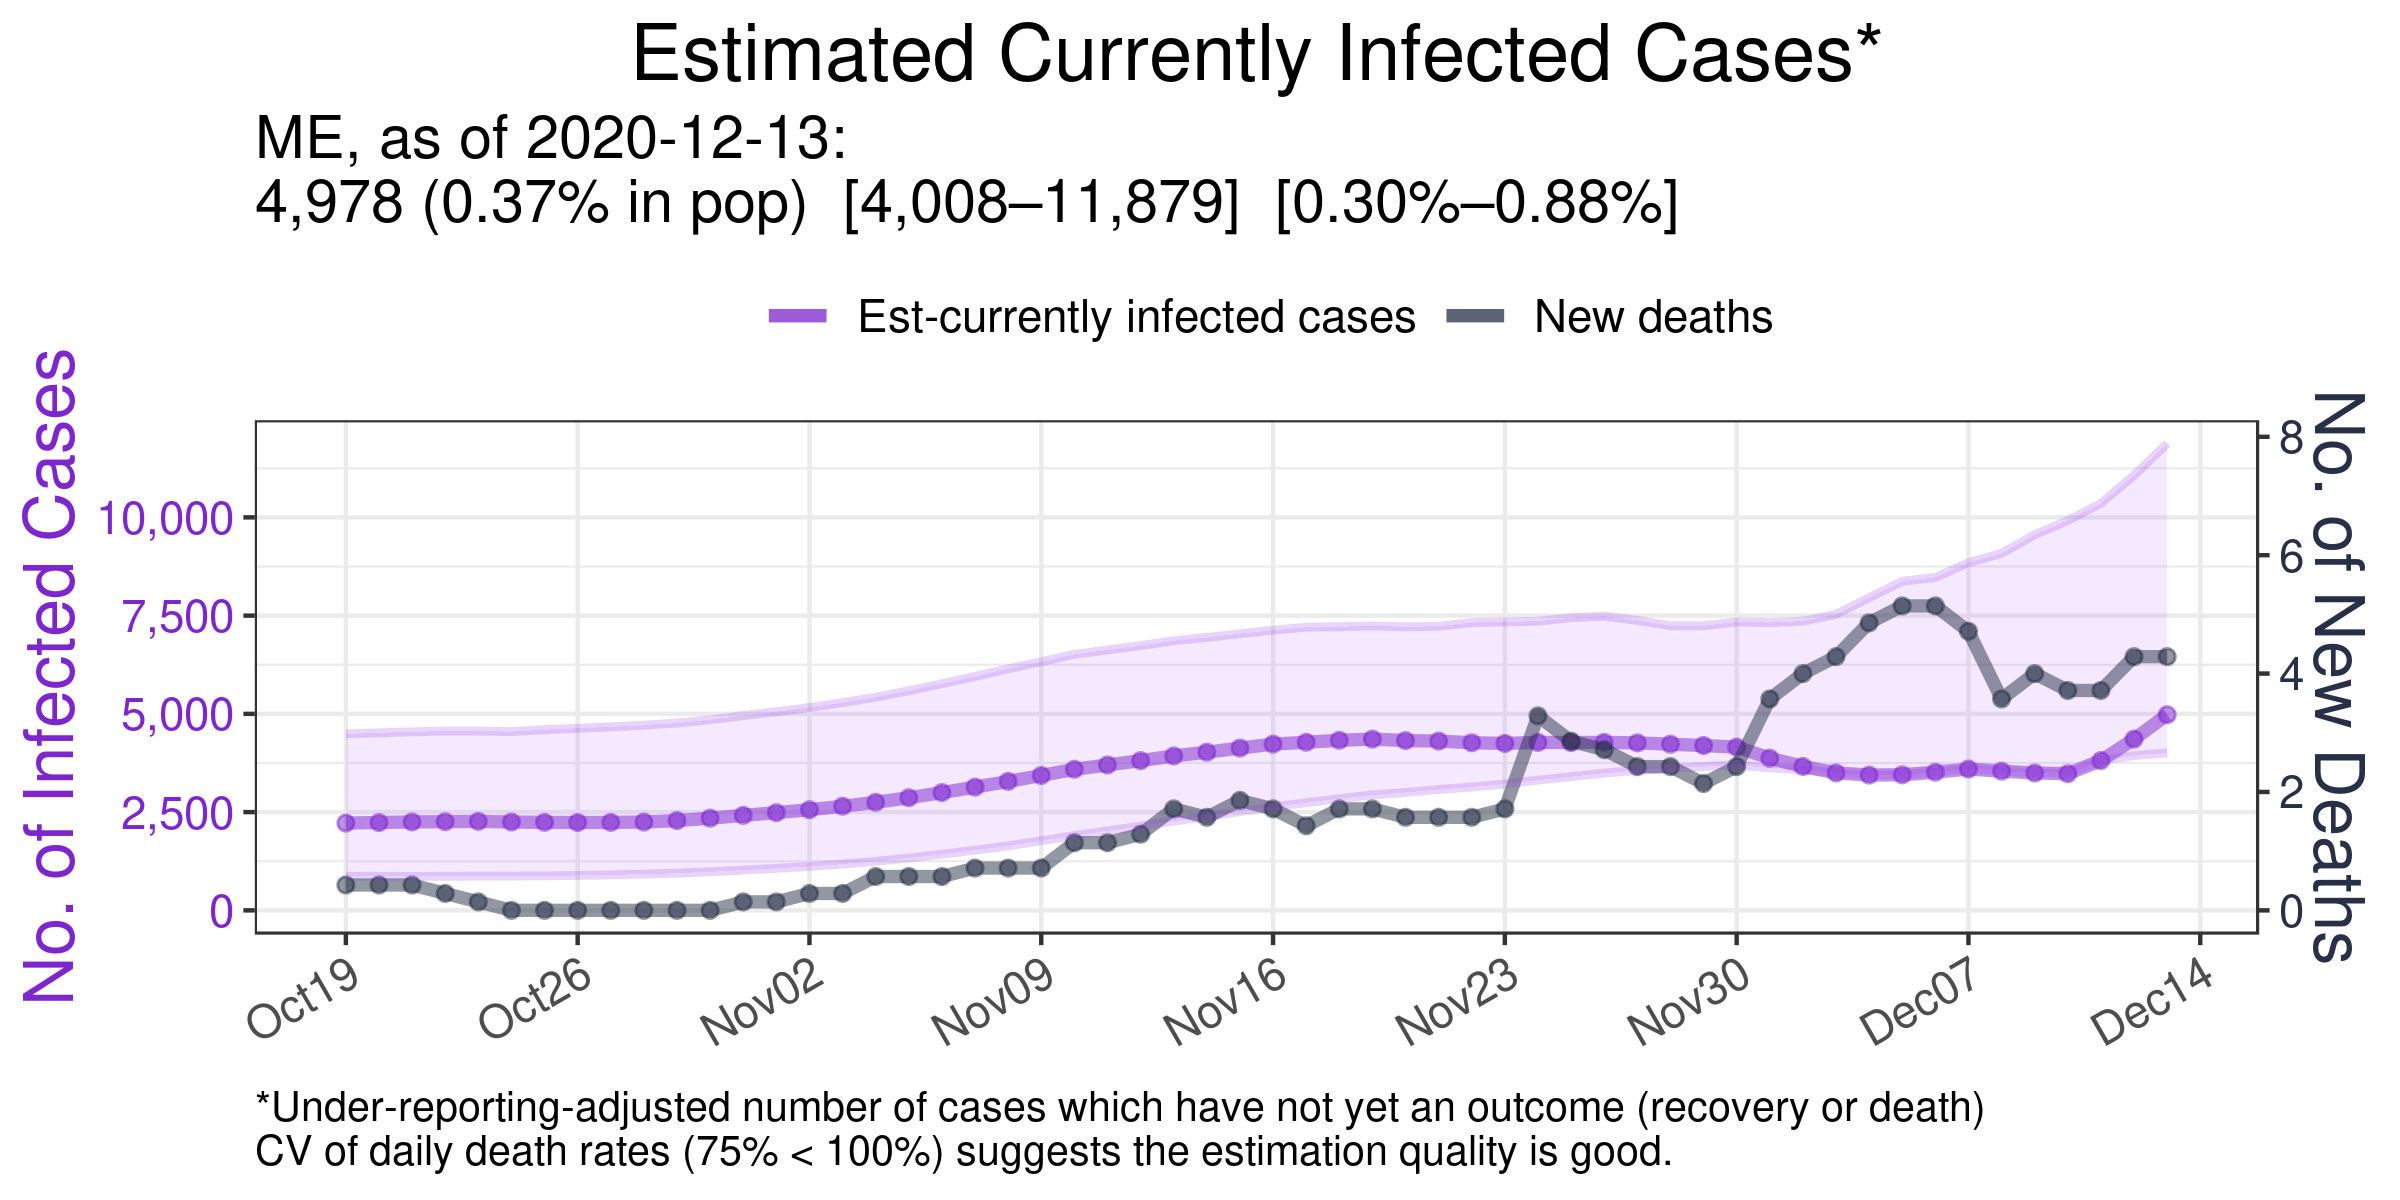 Estimated Currently Infected Cases*
ME, as of 2020-12-13:
4,978 (0.37% in pop)  [4,008–11,879]  [0.30%–0.88%]
Est-currently infected cases
New deaths
No. of Infected Cases
10,000
7,500
5,000
2,500
0
8
6
4
2
0
No. of New Deaths
Oct19
Oct26
Nov02
Nov09
Nov16
Nov23
Nov30
Dec07
Dec14
*Under-reporting-adjusted number of cases which have not yet an outcome (recovery or death)
CV of daily death rates (75% < 100%) suggests the estimation quality is good.